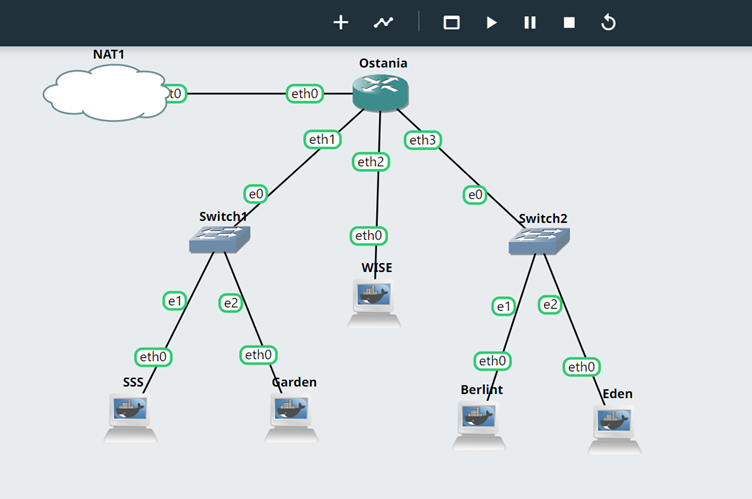 NAT1
Ostania
t0
eth0
eth1
eth2
eth3
e0
e0
Switch1
Switch2
eth0
WISE
e1
e2
e1
e2
eth0
eth0
eth0
eth0
SSS
Garden
Berlint
Eden